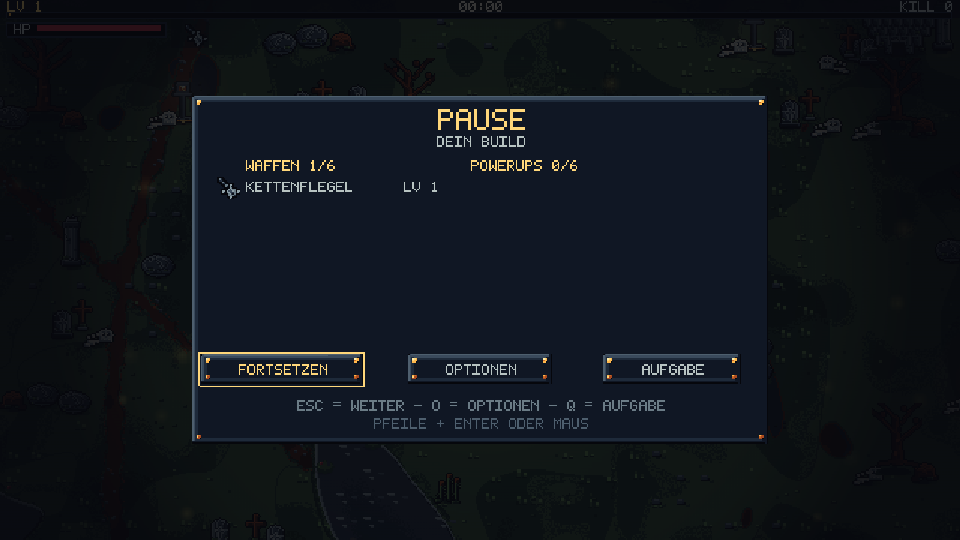 LV 1 00:00 KILL 0
HP
PAUSE
DEIN BUILD
WAFFEN 1/6 POWERUPS 0/6
KETTENFLEGEL LV 1
FORTSETZEN OPTIONEN AUFGABE
ESC = WEITER - O = OPTIONEN - Q = AUFGABE
PFEILE + ENTER ODER MAUS